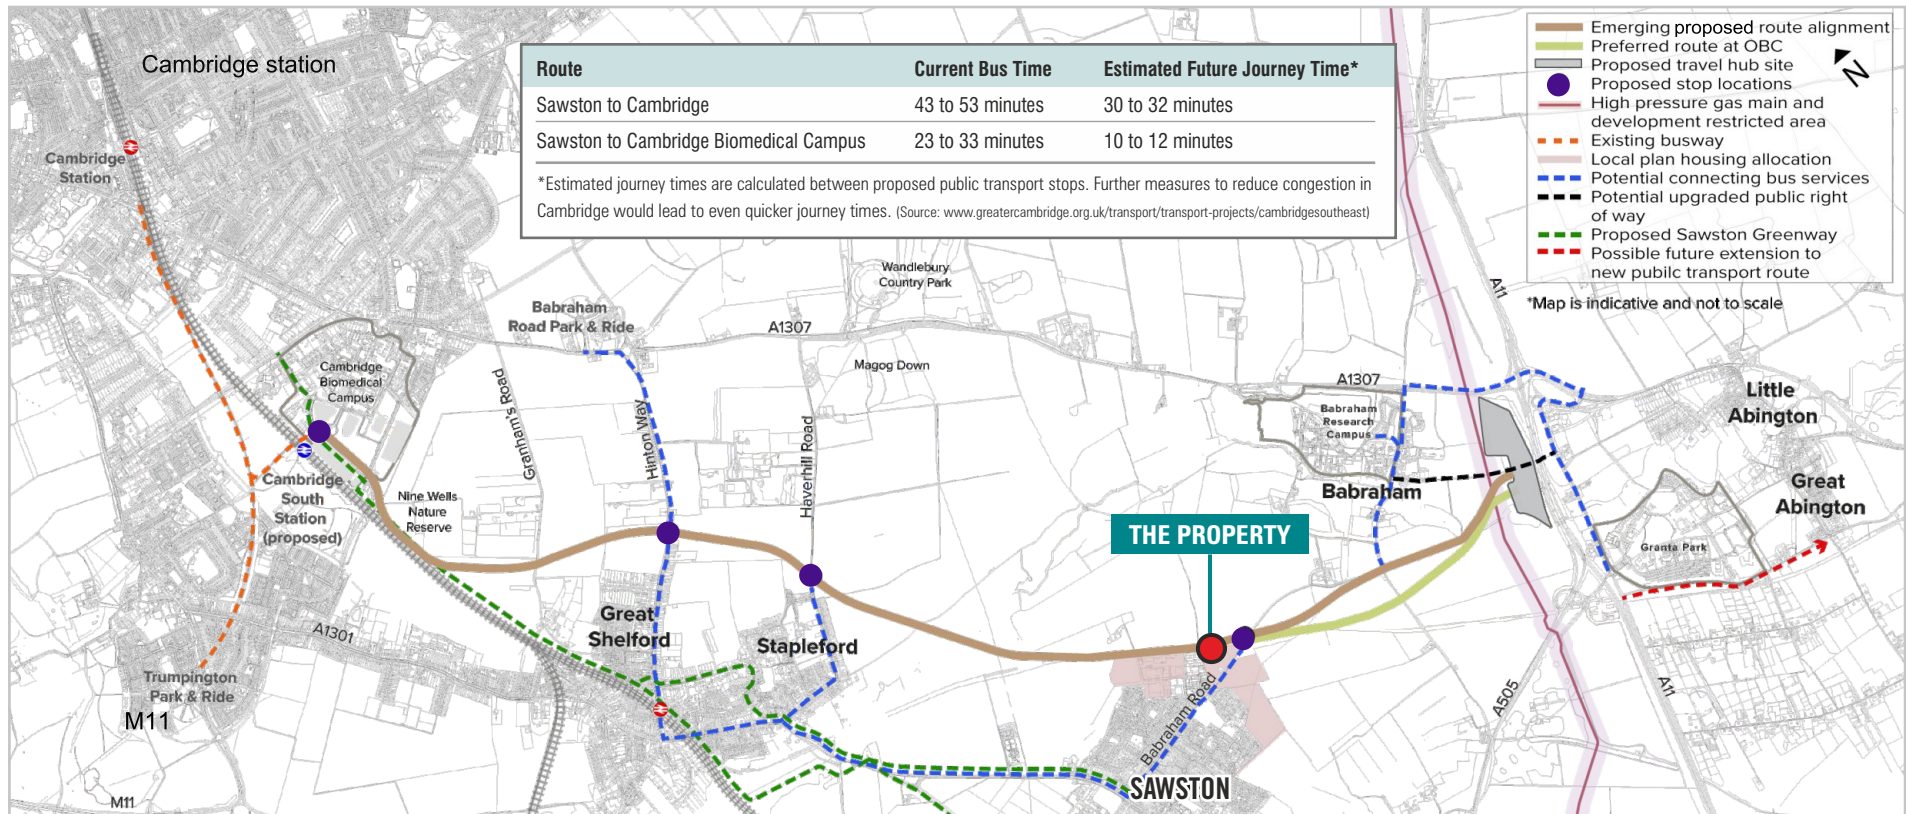 Cambridge station
Route Current Bus Time Estimated Future Journey Time*
Sawston to Cambridge 43 to 53 minutes 30 to 32 minutes
Sawston to Cambridge Biomedical Campus 23 to 33 minutes 10 to 12 minutes
*Estimated journey times are calculated between proposed public transport stops. Further measures to reduce congestion in
Cambridge would lead to even quicker journey times. (Source: www.greatercambridge.org.uk/transport/transport-projects/cambridgesoutheast)
Emerging proposed route alignment
Preferred route at OBC
Proposed travel hub site
Proposed stop locations
High pressure gas main and
development restricted area
Existing busway
Local plan housing allocation
Potential connecting bus services
Potential upgraded public right
of way
Proposed Sawston Greenway
Possible future extension to
new public transport route
N
*Map is indicative and not to scale
Cambridge
Station
Wandlebury
Country Park
A11
Babraham
Road Park & Ride
A1307
Magog Down
Cambridge
Biomedical
Campus
Granham's Road
Hinton Way
Haverhill Road
A1307
Babraham
Research
Campus
Little
Abington
Great
Abington
Babraham
Cambridge
South
Station
(proposed)
Nine Wells
Nature
Reserve
THE PROPERTY
Granta Park
Great
Shelford
Stapleford
A1301
Trumpington
Park & Ride
M11
Babraham Road
A505
A11
SAWSTON
M11